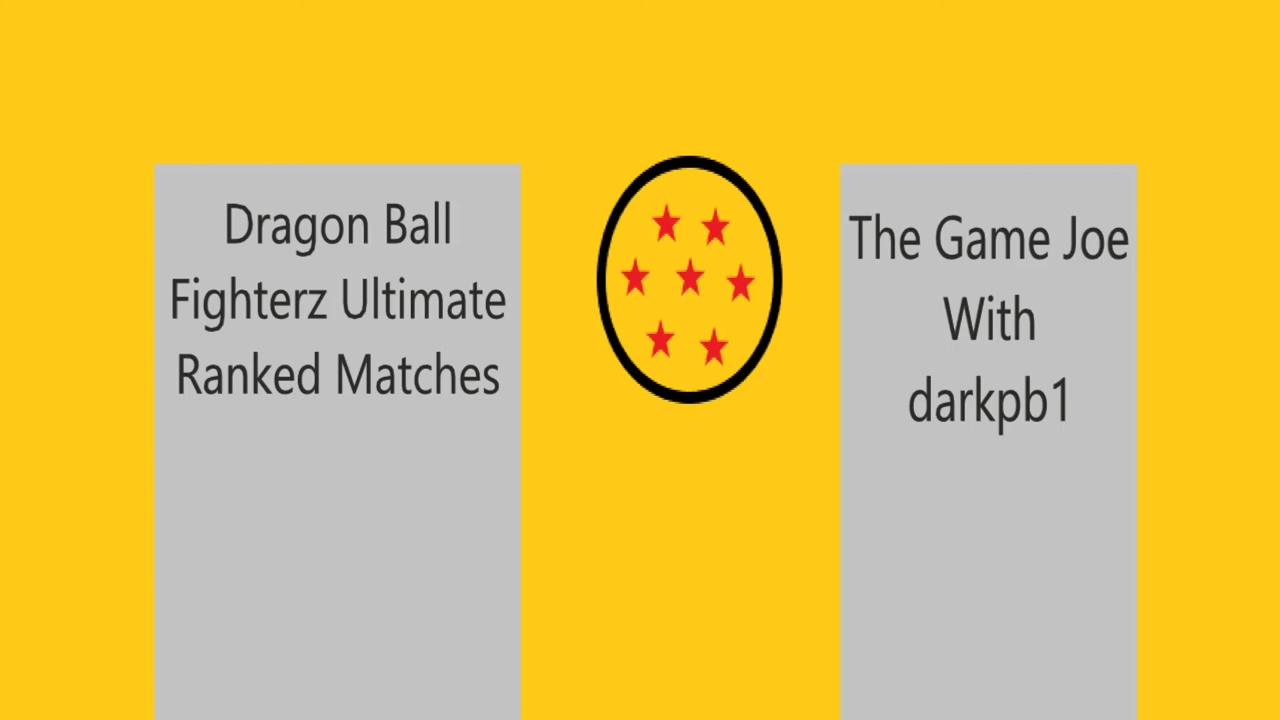 Dragon Ball
Fighterz Ultimate
Ranked Matches
The Game Joe
With
darkpb1